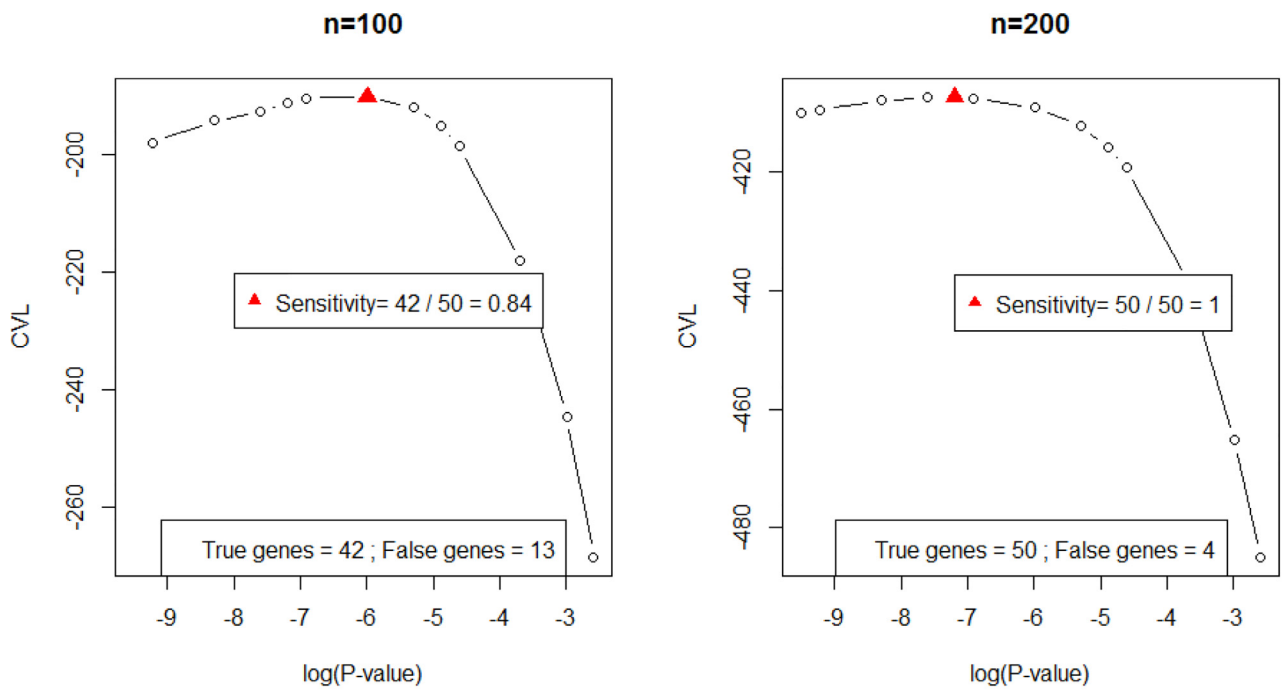 n=100
CVL
-200
-220
-240
-260
Sensitivity= 42 / 50 = 0.84
True genes = 42 ; False genes = 13
-9 -8 -7 -6 -5 -4 -3
log(P-value)
n=200
CVL
-420
-440
-460
-480
Sensitivity= 50 / 50 = 1
True genes = 50 ; False genes = 4
-9 -8 -7 -6 -5 -4 -3
log(P-value)